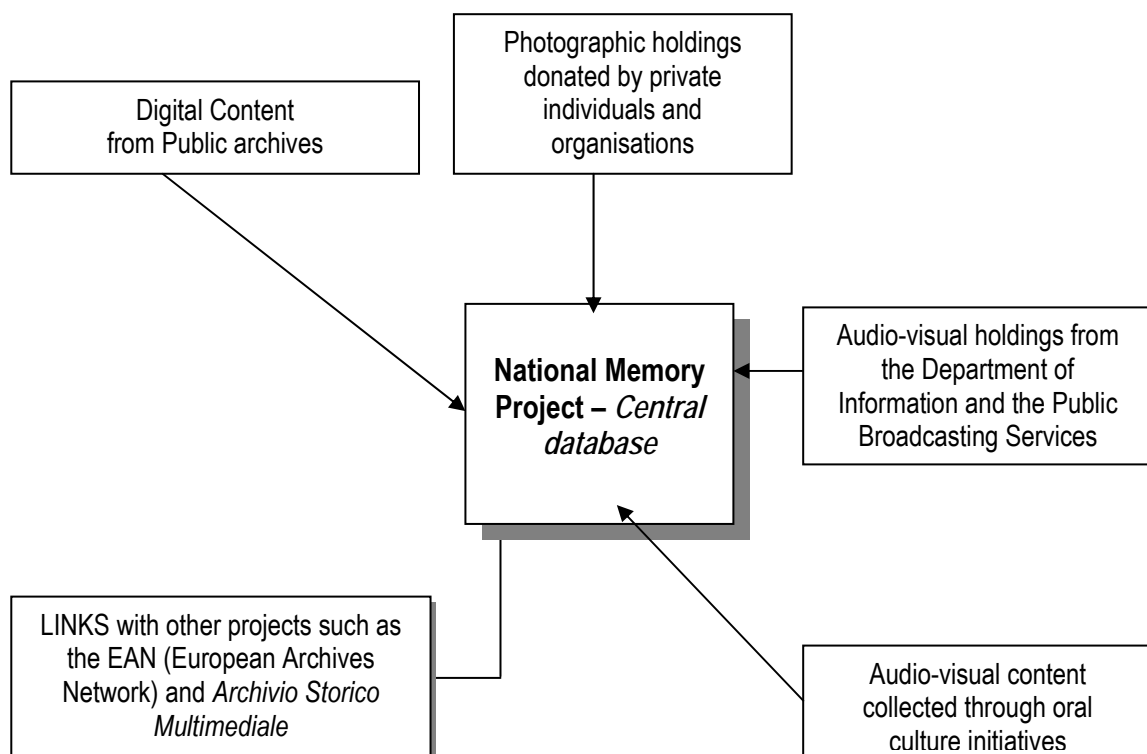 Photographic holdings
donated by private
individuals and
organisations
Digital Content
from Public archives
National Memory
Project – Central
database
Audio-visual holdings from
the Department of
Information and the Public
Broadcasting Services
LINKS with other projects such as
the EAN (European Archives
Network) and Archivio Storico
Multimediale
Audio-visual content
collected through oral
culture initiatives